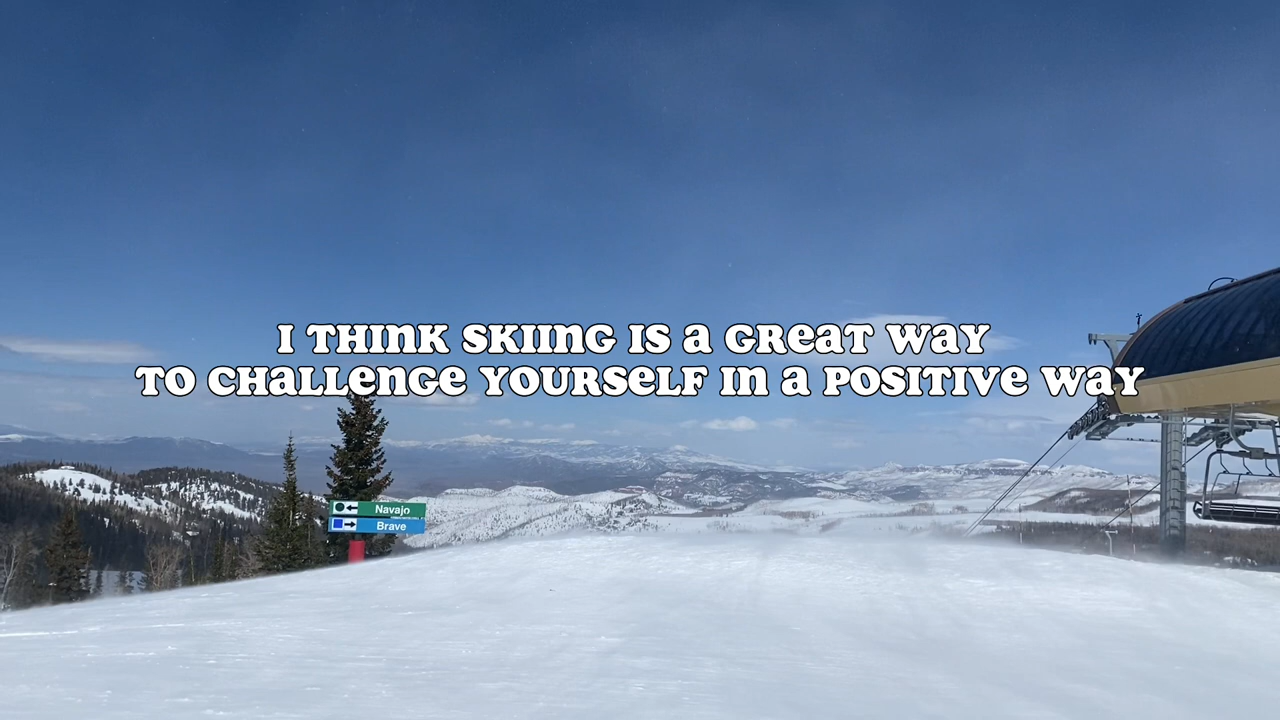 I THINK SKIING IS A GREAT WAY
TO CHALLENGE YOURSELF IN A POSITIVE WAY
Navajo
Brave